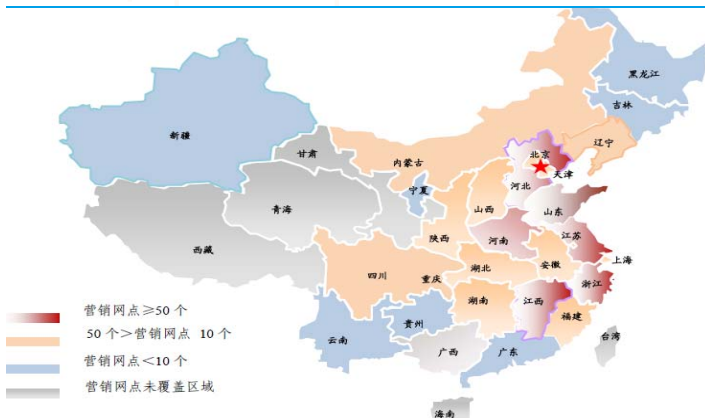 黑龙江
吉林
新疆
辽宁
甘肃
内蒙古
北京
天津
宁夏
河北
青海
山西
山东
西藏
陕西
河南
江苏
四川
重庆
湖北
安徽
上海
浙江
湖南
江西
贵州
福建
云南
广西
广东
台湾
海南
营销网点≥50 个
50 个>营销网点 10 个
营销网点<10 个
营销网点未覆盖区域